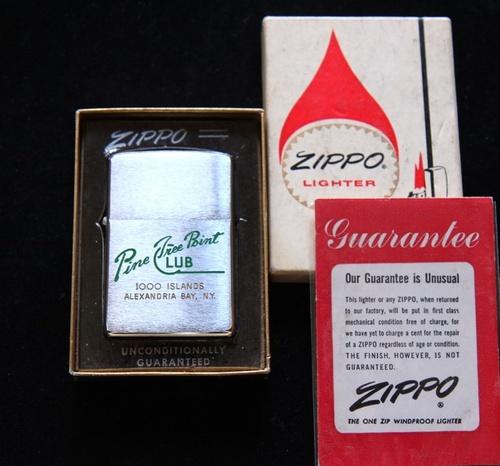 ZIPPO
Pine Tree Point
CLUB
1000 ISLANDS
ALEXANDRIA BAY, N.Y.
UNCONDITIONALLY
GUARANTEED
ZIPPO®
LIGHTER
Guarantee
Our Guarantee is Unusual
This lighter or any ZIPPO, when returned
to our factory, will be put in first class
mechanical condition free of charge, for
we have yet to charge a cent for the repair
of a ZIPPO regardless of age or condition.
THE FINISH, HOWEVER, IS NOT
GUARANTEED.
ZIPPO®
THE ONE ZIP WINDPROOF LIGHTER